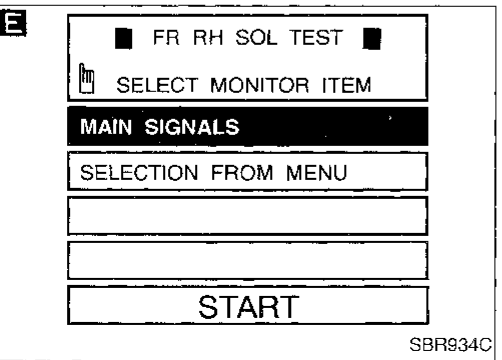 E
FR RH SOL TEST
SELECT MONITOR ITEM
MAIN SIGNALS
SELECTION FROM MENU
START
SBR934C